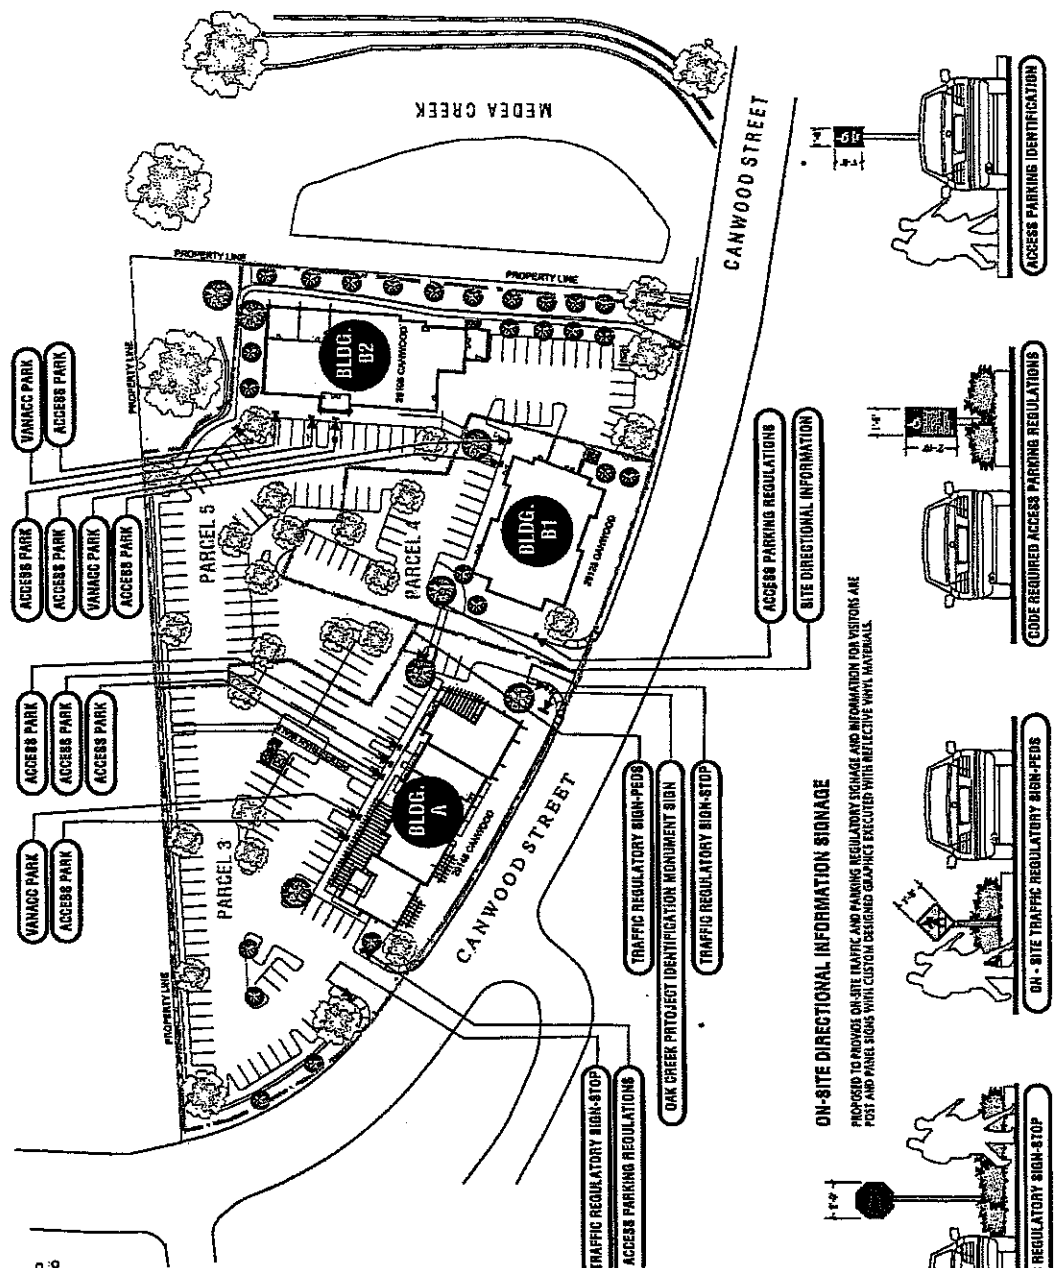 MEDEA CREEK
CANWOOD STREET
PROPERTY LINE
PROPERTY LINE
PROPERTY LINE
VANACC PARK
ACCESS PARK
BLDG.
B2
ACCESS PARK
ACCESS PARK
VANACC PARK
ACCESS PARK
PARCEL 5
PARCEL 4
BLDG.
B1
ACCESS PARKING REGULATIONS
SITE DIRECTIONAL INFORMATION
ACCESS PARK
ACCESS PARK
ACCESS PARK
VANACC PARK
ACCESS PARK
PARCEL 3
BLDG.
A
CANWOOD STREET
PROPERTY LINE
TRAFFIC REGULATORY SIGN-PEDS
OAK CREEK PRTOJECT IDENTIFICATION MONUMENT SIGN
TRAFFIC REGULATORY SIGN-STOP
TRAFFIC REGULATORY SIGN-STOP
ACCESS PARKING REGULATIONS
ON-SITE DIRECTIONAL INFORMATION SIGNAGE
PROPOSED TO PROVIDE ON-SITE TRAFFIC AND PARKING REGULATORY SIGNAGE AND INFORMATION FOR VISITORS ARE
POST AND PANEL SIGNS WITH CUSTOM DESIGNED GRAPHICS EXECUTED WITH REFLECTIVE VINYL MATERIALS.
REGULATORY SIGN-STOP
ON - SITE TRAFFIC REGULATORY SIGN-PEDS
CODE REQUIRED ACCESS PARKING REGULATIONS
ACCESS PARKING IDENTIFICATION